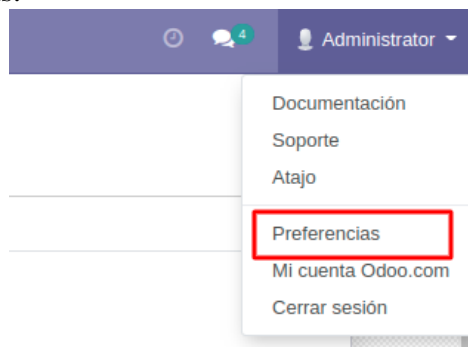 4
Administrator
Documentación
Soporte
Atajo
Preferencias
Mi cuenta Odoo.com
Cerrar sesión